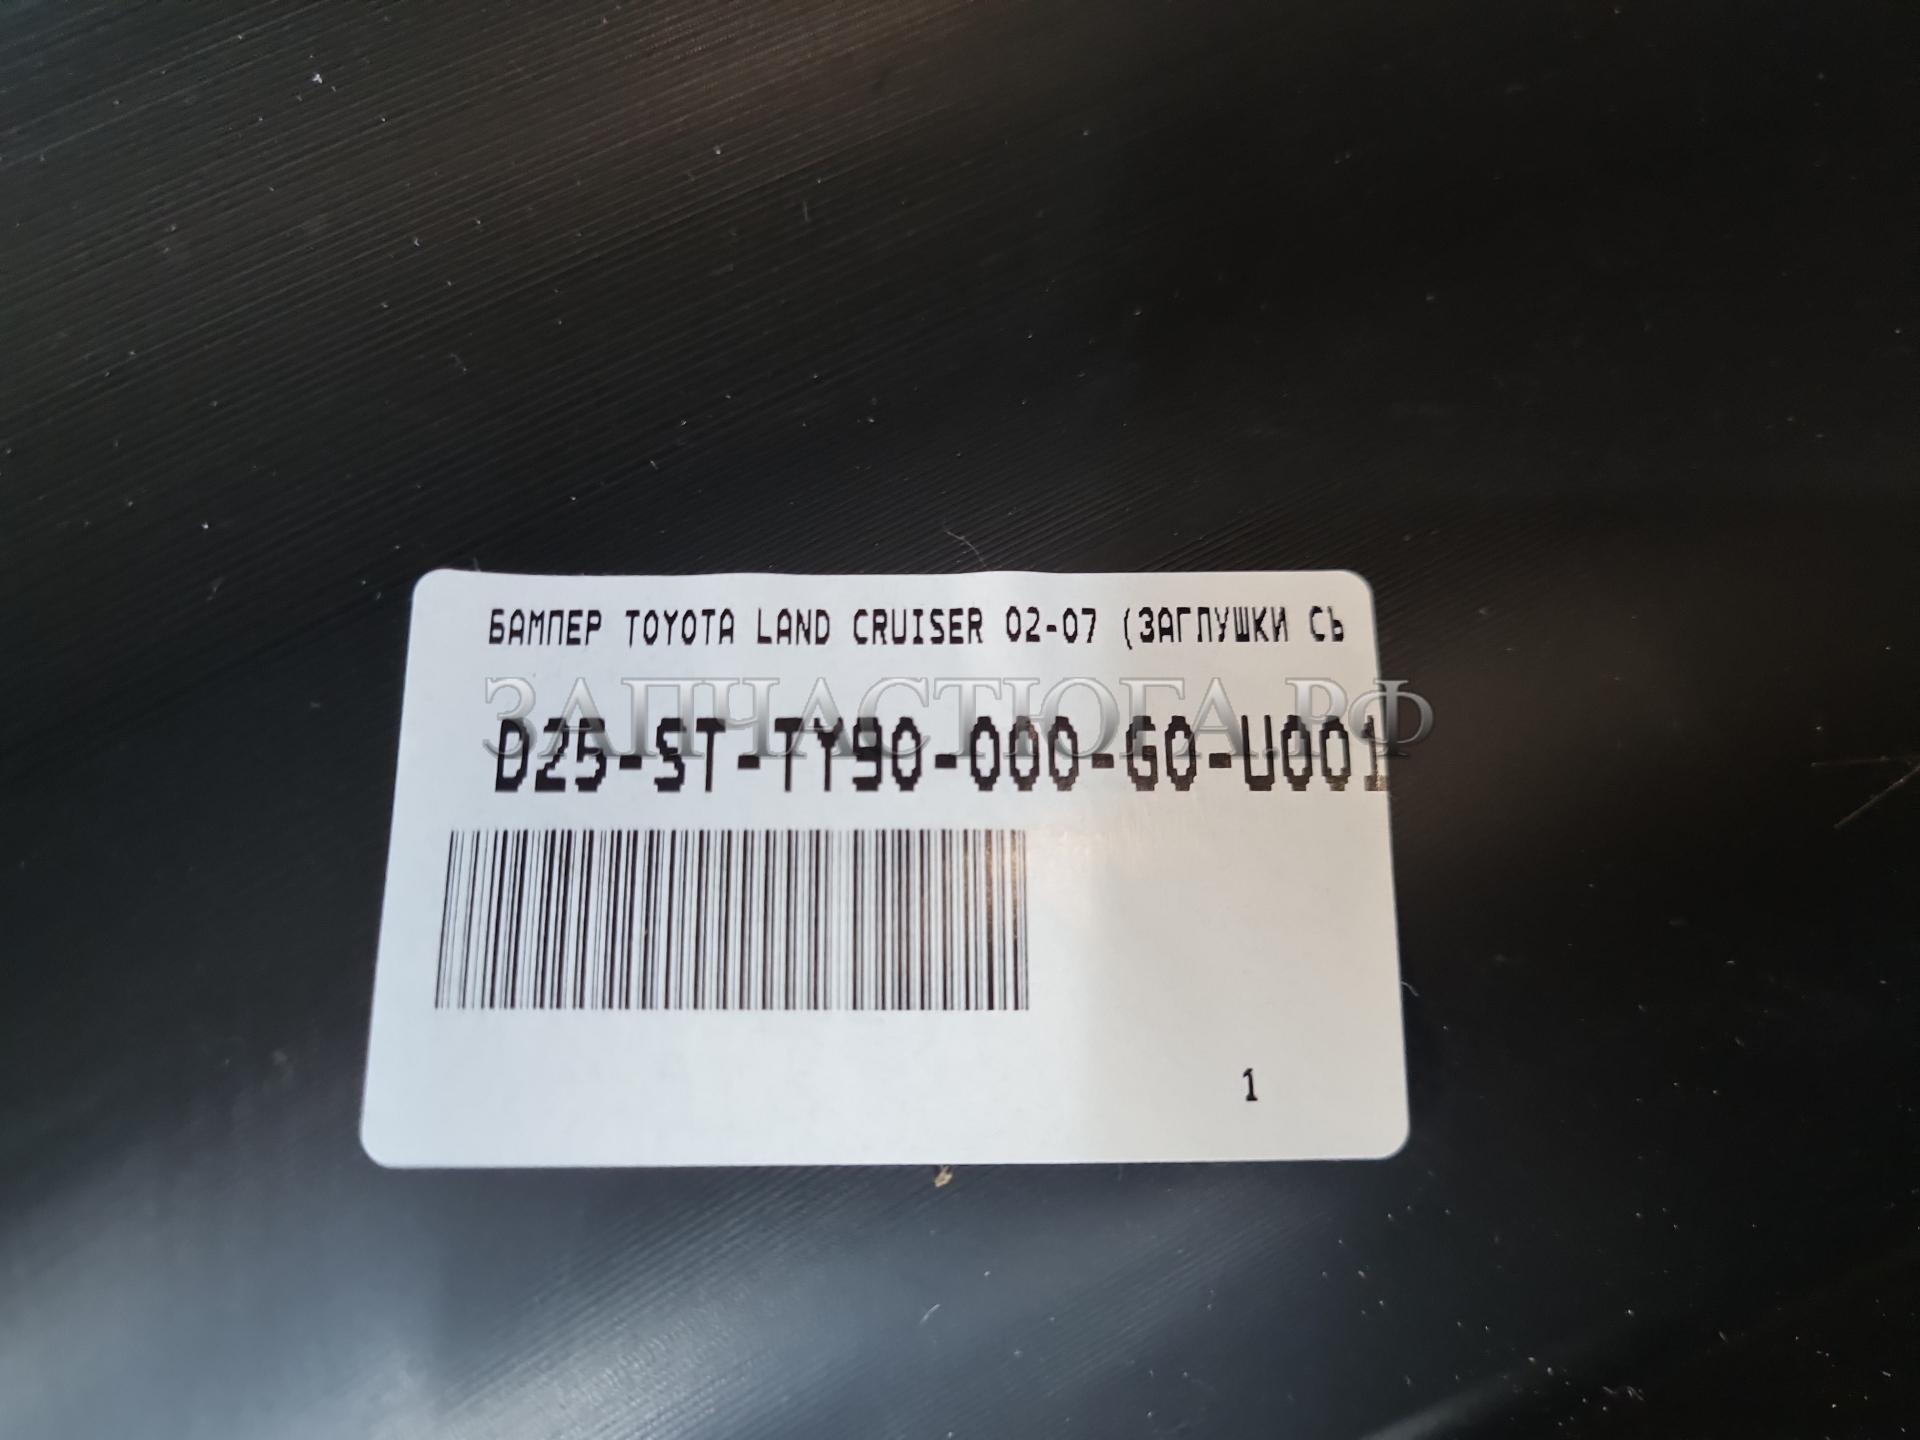 БАМПЕР TOYOTA LAND CRUISER 02-07 (ЗАГЛУШКИ СЬ
ЗАПЧАСТЮГА.РФ
D25-ST-TY90-000-G0-U001
1